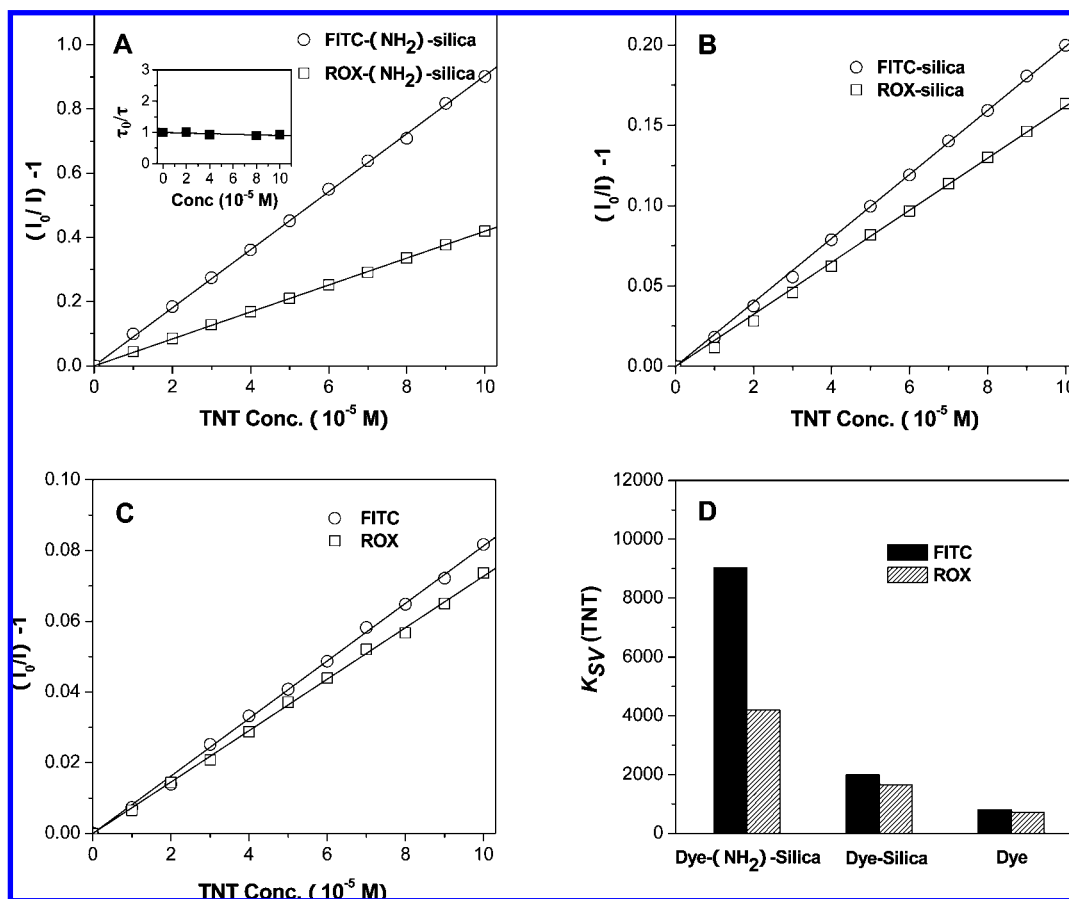 A
FITC-(NH2)-silica
ROX-(NH2)-silica
1.0
0.8
0.6
0.4
0.2
0.0
(I0/I) -1
3
2
1
0
τ0/τ
0 2 4 6 8 10
Conc (10-5 M)
0 2 4 6 8 10
TNT Conc. (10-5 M)
B
FITC-silica
ROX-silica
0.20
0.15
0.10
0.05
0.00
(I0/I) -1
0 2 4 6 8 10
TNT Conc. (10-5 M)
C
FITC
ROX
0.10
0.08
0.06
0.04
0.02
0.00
(I0/I) -1
0 2 4 6 8 10
TNT Conc. (10-5 M)
D
FITC
ROX
12000
10000
8000
6000
4000
2000
0
KSV (TNT)
Dye-(NH2)-Silica Dye-Silica Dye